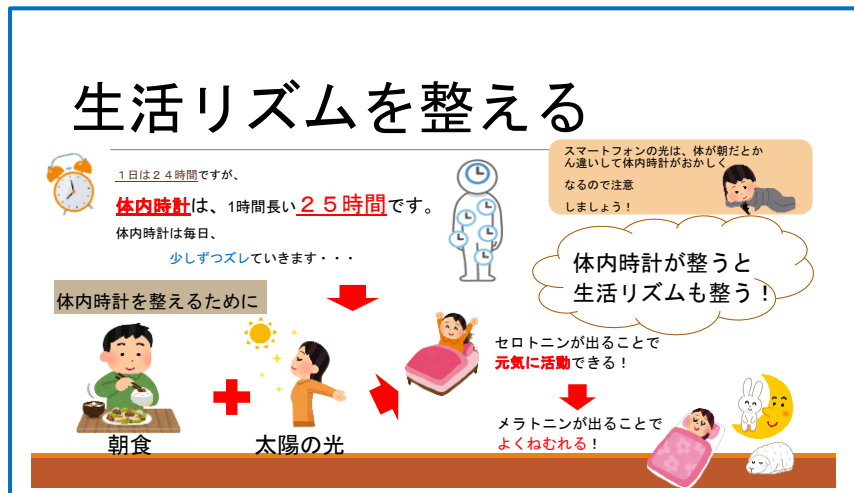 生活リズムを整える
１日は２４時間ですが、
体内時計は、1時間長い２５時間です。
体内時計は毎日、
少しずつズレていきます・・・
スマートフォンの光は、体が朝だとか
ん違いして体内時計がおかしく
なるので注意
しましょう！
体内時計が整うと
生活リズムも整う！
体内時計を整えるために
朝食
太陽の光
セロトニンが出ることで
元気に活動できる！
メラトニンが出ることで
よくねむれる！